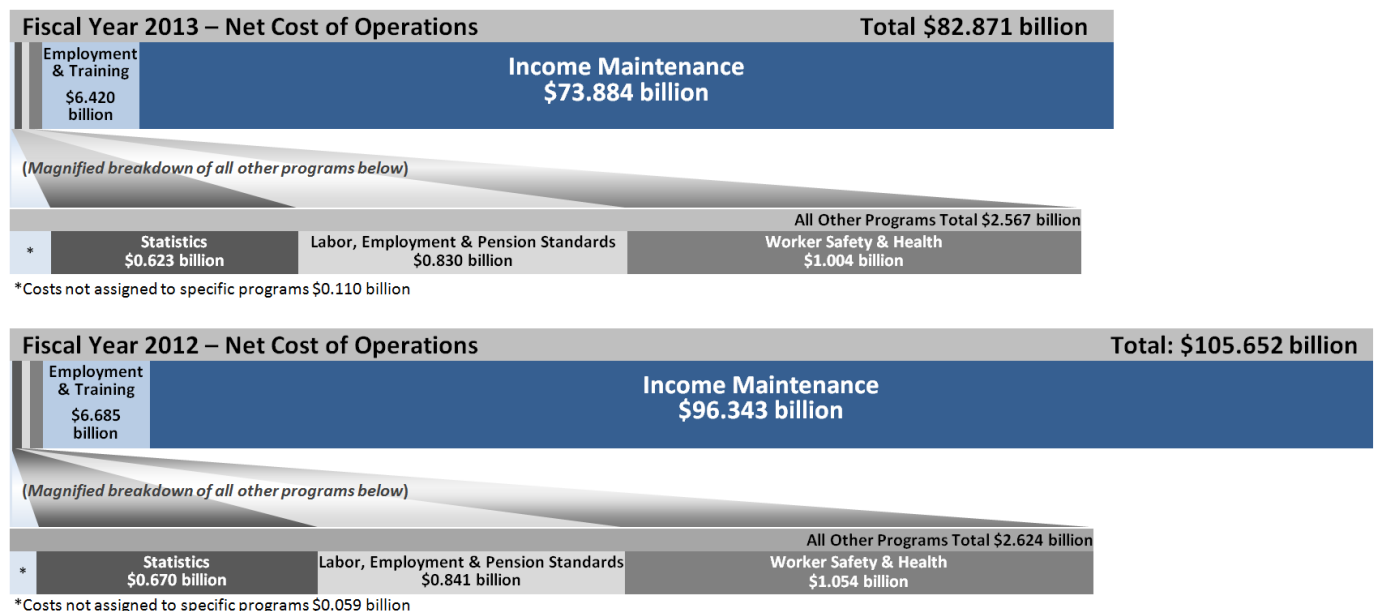 Fiscal Year 2013 – Net Cost of Operations Total $82.871 billion
Employment
& Training
$6.420
billion
Income Maintenance
$73.884 billion
(Magnified breakdown of all other programs below)
All Other Programs Total $2.567 billion
*
Statistics
$0.623 billion
Labor, Employment & Pension Standards
$0.830 billion
Worker Safety & Health
$1.004 billion
*Costs not assigned to specific programs $0.110 billion
Fiscal Year 2012 – Net Cost of Operations Total: $105.652 billion
Employment
& Training
$6.685
billion
Income Maintenance
$96.343 billion
(Magnified breakdown of all other programs below)
All Other Programs Total $2.624 billion
*
Statistics
$0.670 billion
Labor, Employment & Pension Standards
$0.841 billion
Worker Safety & Health
$1.054 billion
*Costs not assigned to specific programs $0.059 billion